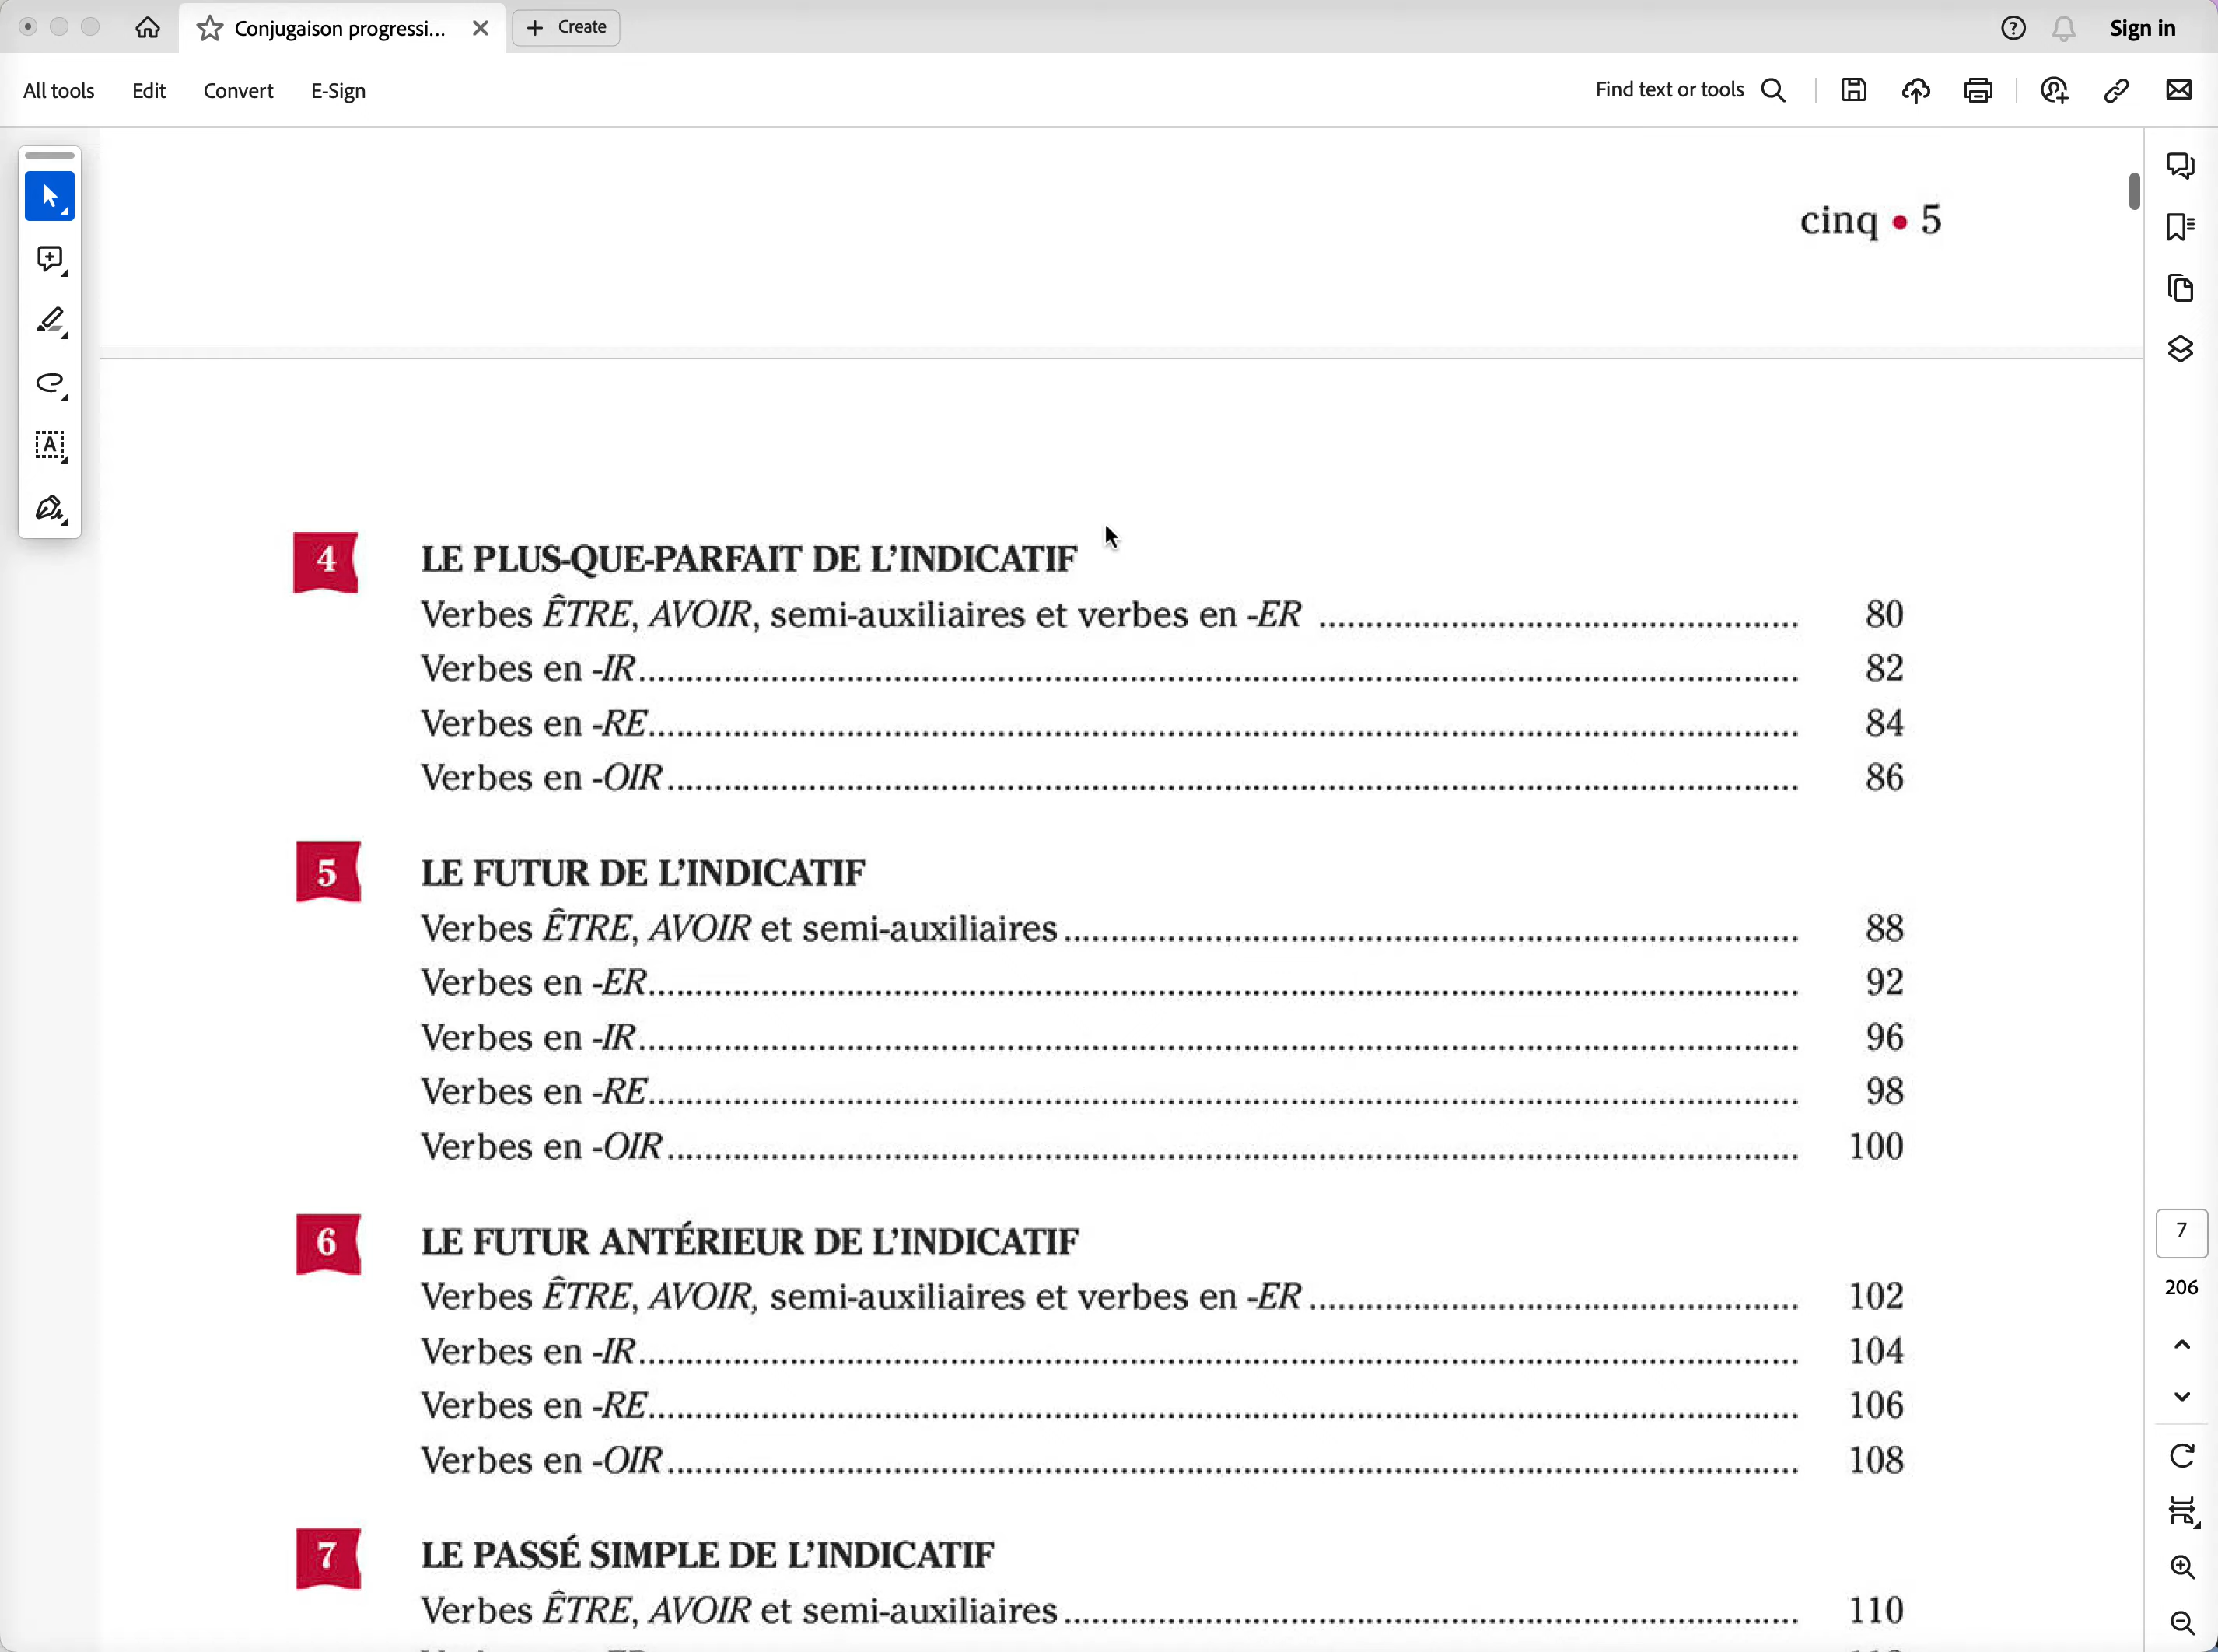 Conjugaison progressi...
Create
Sign in
All tools
Edit
Convert
E-Sign
Find text or tools
cinq • 5
4 LE PLUS-QUE-PARFAIT DE L’INDICATIF
Verbes ÊTRE, AVOIR, semi-auxiliaires et verbes en -ER 80
Verbes en -IR 82
Verbes en -RE 84
Verbes en -OIR 86
5 LE FUTUR DE L’INDICATIF
Verbes ÊTRE, AVOIR et semi-auxiliaires 88
Verbes en -ER 92
Verbes en -IR 96
Verbes en -RE 98
Verbes en -OIR 100
6 LE FUTUR ANTÉRIEUR DE L’INDICATIF
Verbes ÊTRE, AVOIR, semi-auxiliaires et verbes en -ER 102
Verbes en -IR 104
Verbes en -RE 106
Verbes en -OIR 108
7 LE PASSÉ SIMPLE DE L’INDICATIF
Verbes ÊTRE, AVOIR et semi-auxiliaires 110
7
206